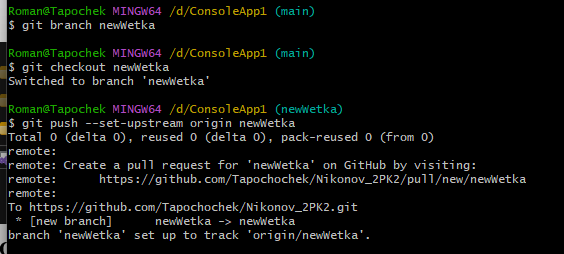 Roman@Tapochek MINGW64 /d/ConsoleApp1 (main)
$ git branch newWetka
Roman@Tapochek MINGW64 /d/ConsoleApp1 (main)
$ git checkout newWetka
Switched to branch 'newWetka'
Roman@Tapochek MINGW64 /d/ConsoleApp1 (newWetka)
$ git push --set-upstream origin newWetka
Total 0 (delta 0), reused 0 (delta 0), pack-reused 0 (from 0)
remote:
remote: Create a pull request for 'newWetka' on GitHub by visiting:
remote:      https://github.com/Tapochochek/Nikonov_2PK2/pull/new/newWetka
remote:
To https://github.com/Tapochochek/Nikonov_2PK2.git
 * [new branch]      newWetka -> newWetka
branch 'newWetka' set up to track 'origin/newWetka'.